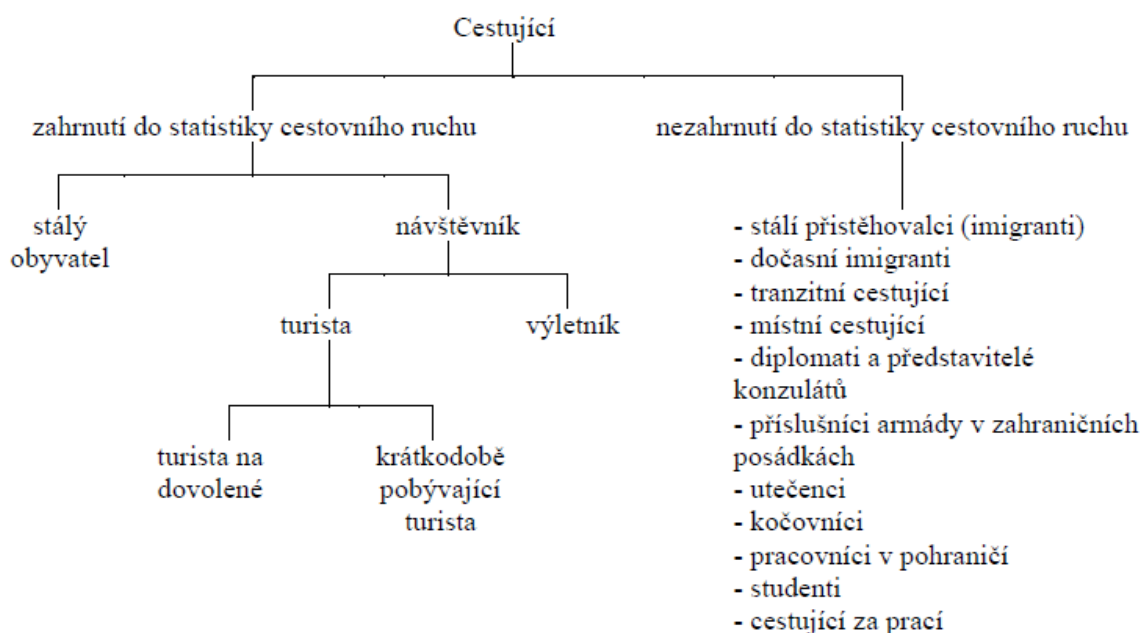 Cestující
zahrnutí do statistiky cestovního ruchu
nezahrnutí do statistiky cestovního ruchu
stálý
obyvatel
návštěvník
turista
výletník
turista na
dovolené
krátkodobě
pobývající
turista
- stálí přistěhovalci (imigranti)
- dočasní imigranti
- tranzitní cestující
- místní cestující
- diplomati a představitelé
konzulátů
- příslušníci armády v zahraničních
posádkách
- utečenci
- kočovníci
- pracovníci v pohraničí
- studenti
- cestující za prací